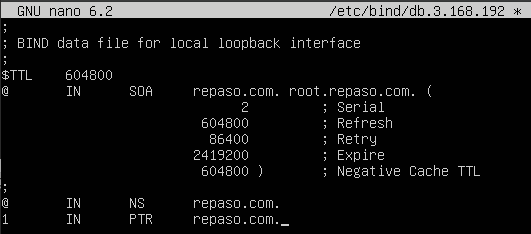 GNU nano 6.2 /etc/bind/db.3.168.192 *
;
; BIND data file for local loopback interface
;
$TTL 604800
@ IN SOA repaso.com. root.repaso.com. (
2 ; Serial
604800 ; Refresh
86400 ; Retry
2419200 ; Expire
604800 ) ; Negative Cache TTL
;
@ IN NS repaso.com.
1 IN PTR repaso.com.